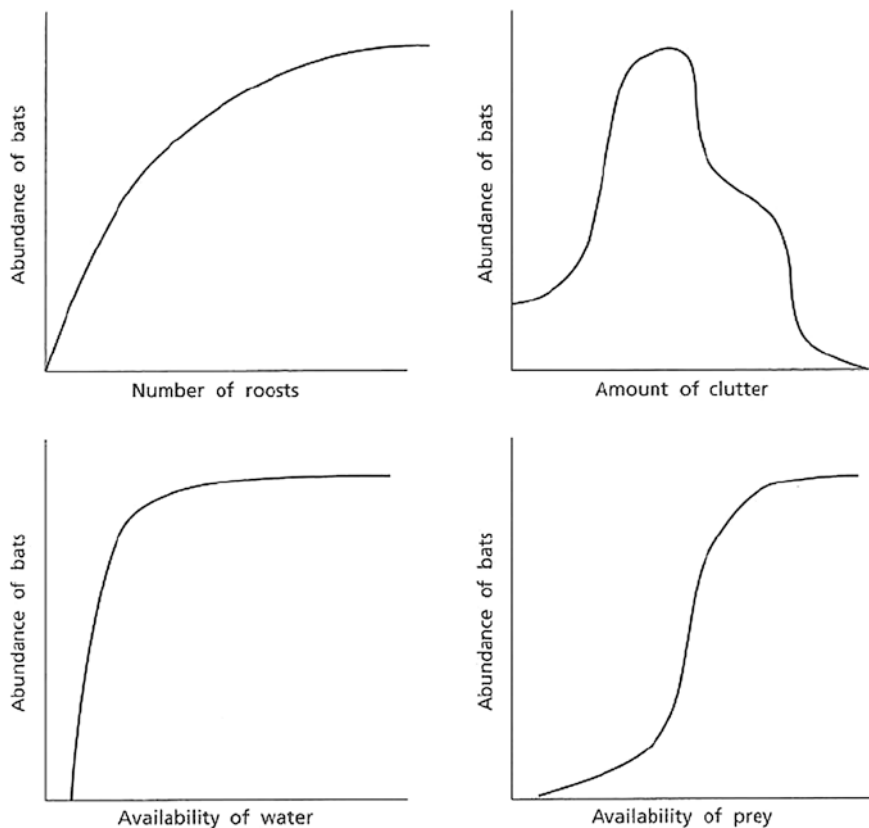 Abundance of bats
Number of roosts
Abundance of bats
Amount of clutter
Abundance of bats
Availability of water
Abundance of bats
Availability of prey